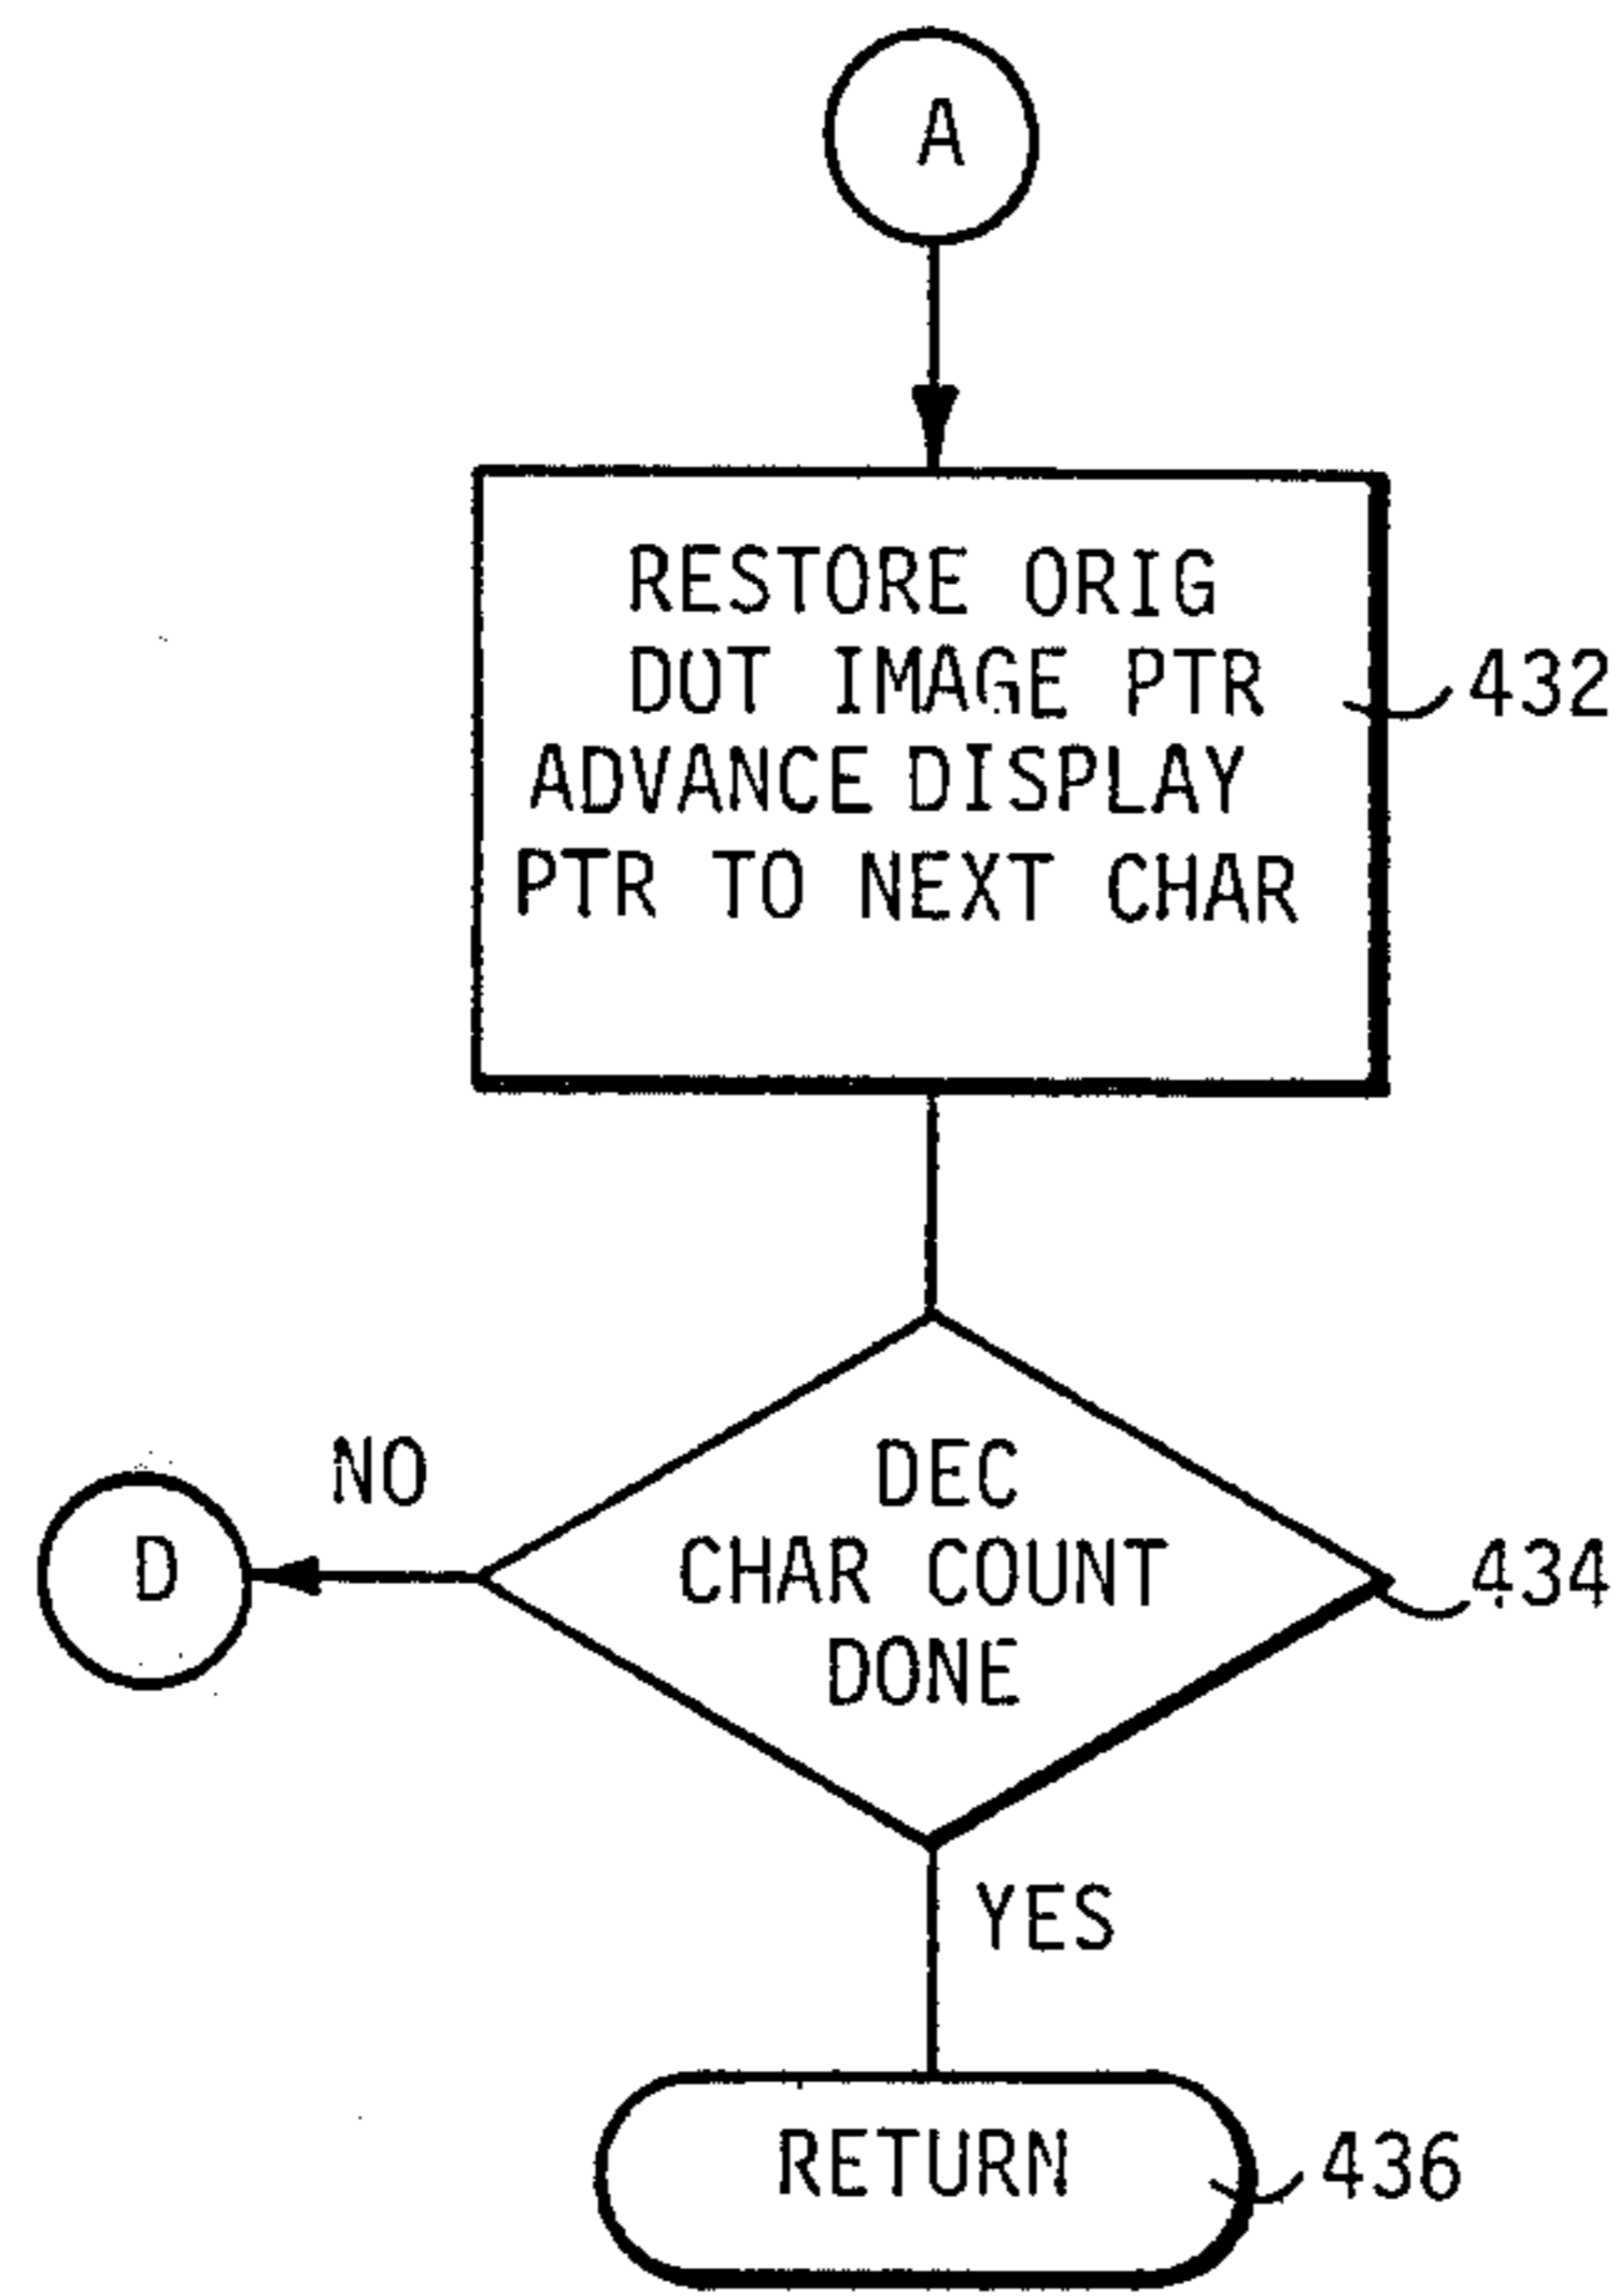 A
RESTORE ORIG
DOT IMAGE PTR
432
ADVANCE DISPLAY
PTR TO NEXT CHAR
NO
DEC
D
CHAR COUNT
434
DONE
YES
RETURN
436